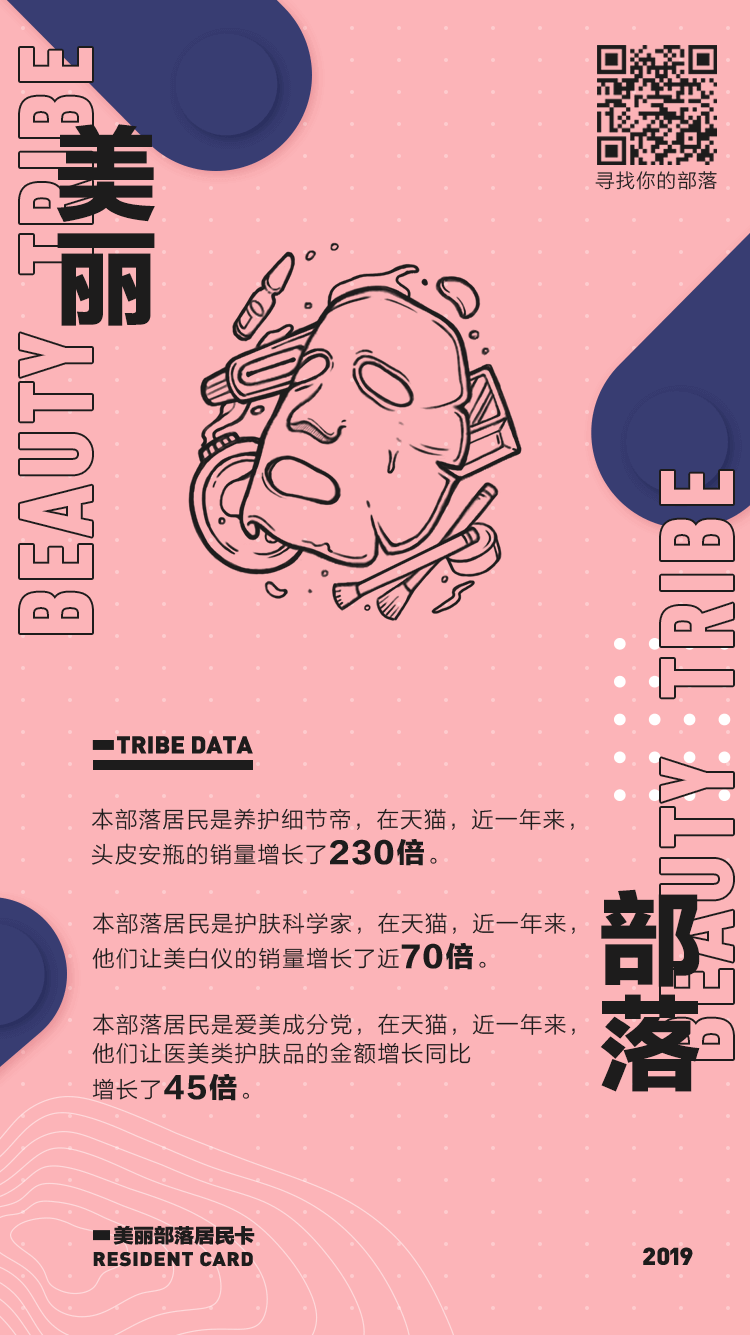 BEAUTY TRIBE
美丽
寻找你的部落
BEAUTY TRIBE
部落
TRIBE DATA
本部落居民是养护细节帝，在天猫，近一年来，
头皮安瓶的销量增长了230倍。
本部落居民是护肤科学家，在天猫，近一年来，
他们让美白仪的销量增长了近70倍。
本部落居民是爱美成分党，在天猫，近一年来，
他们让医美类护肤品的金额增长同比
增长了45倍。
美丽部落居民卡
RESIDENT CARD
2019